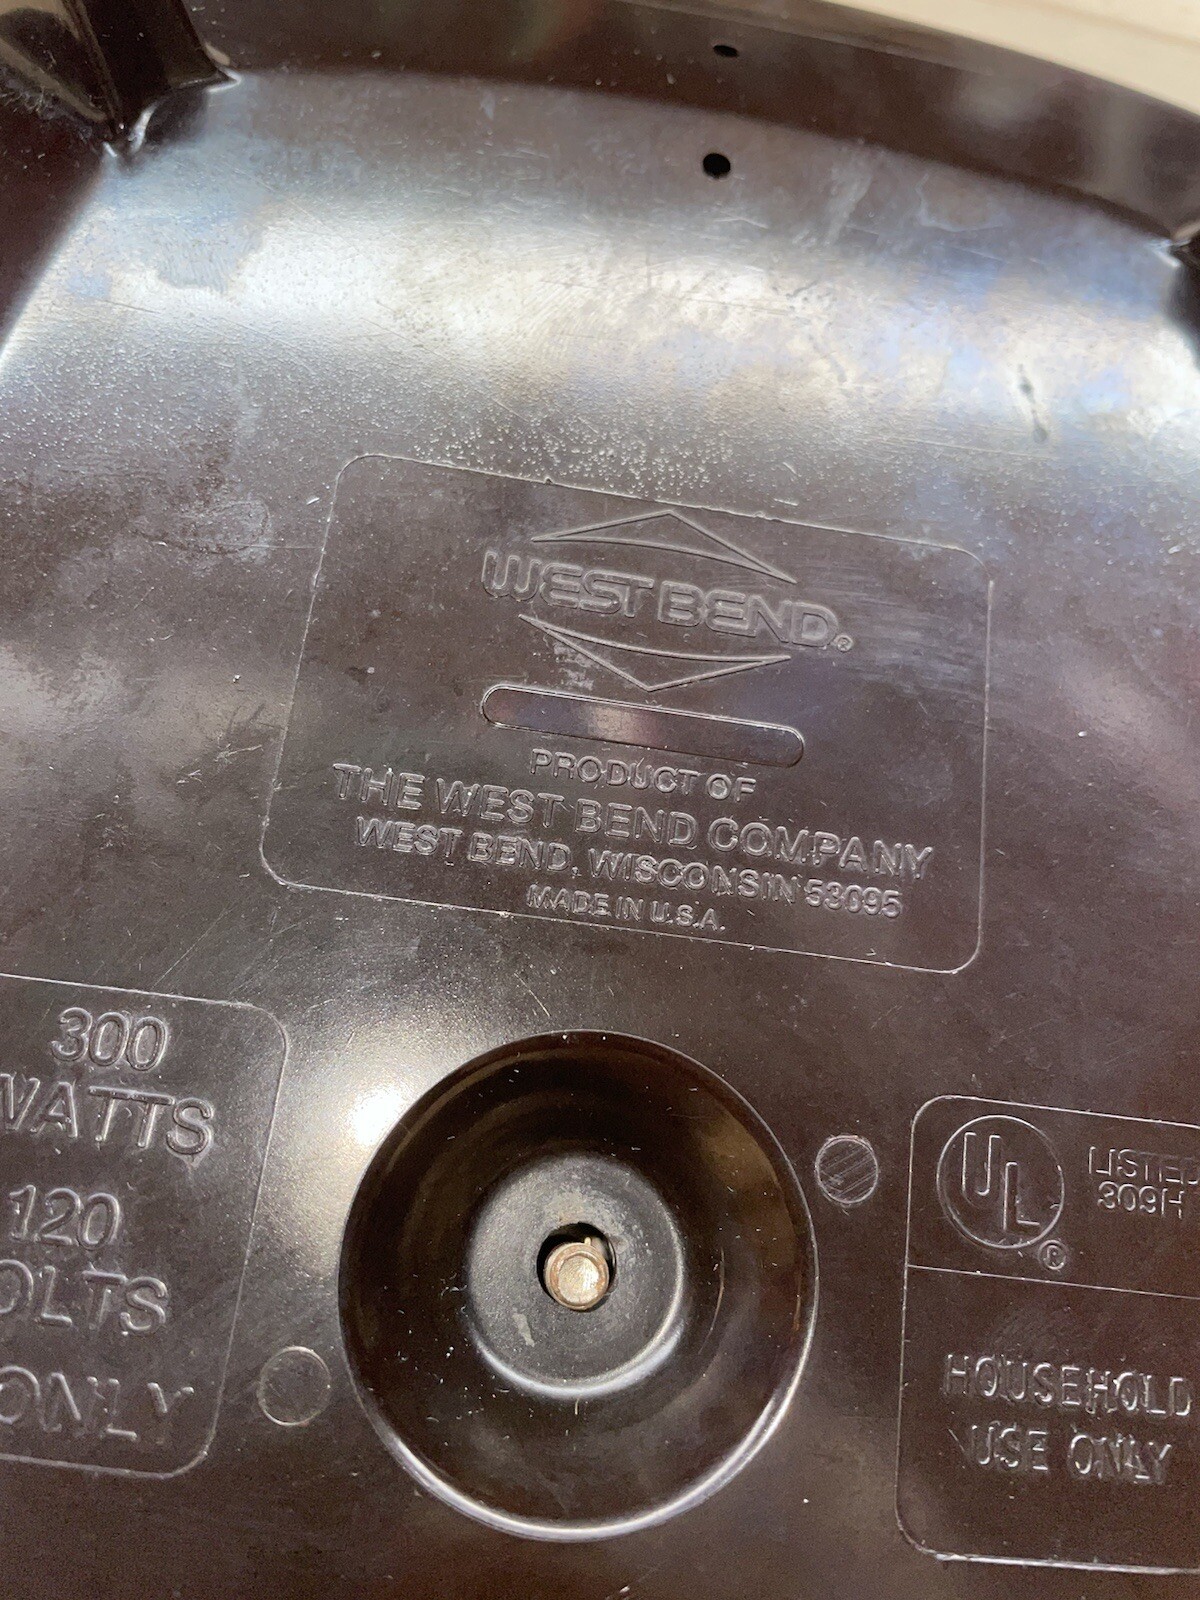 WEST BEND®
PRODUCT OF
THE WEST BEND COMPANY
WEST BEND, WISCONSIN 53095
MADE IN U.S.A.
300
WATTS
120
OLTS
ONLY
UL®
LISTED
309H
HOUSEHOLD
USE ONLY